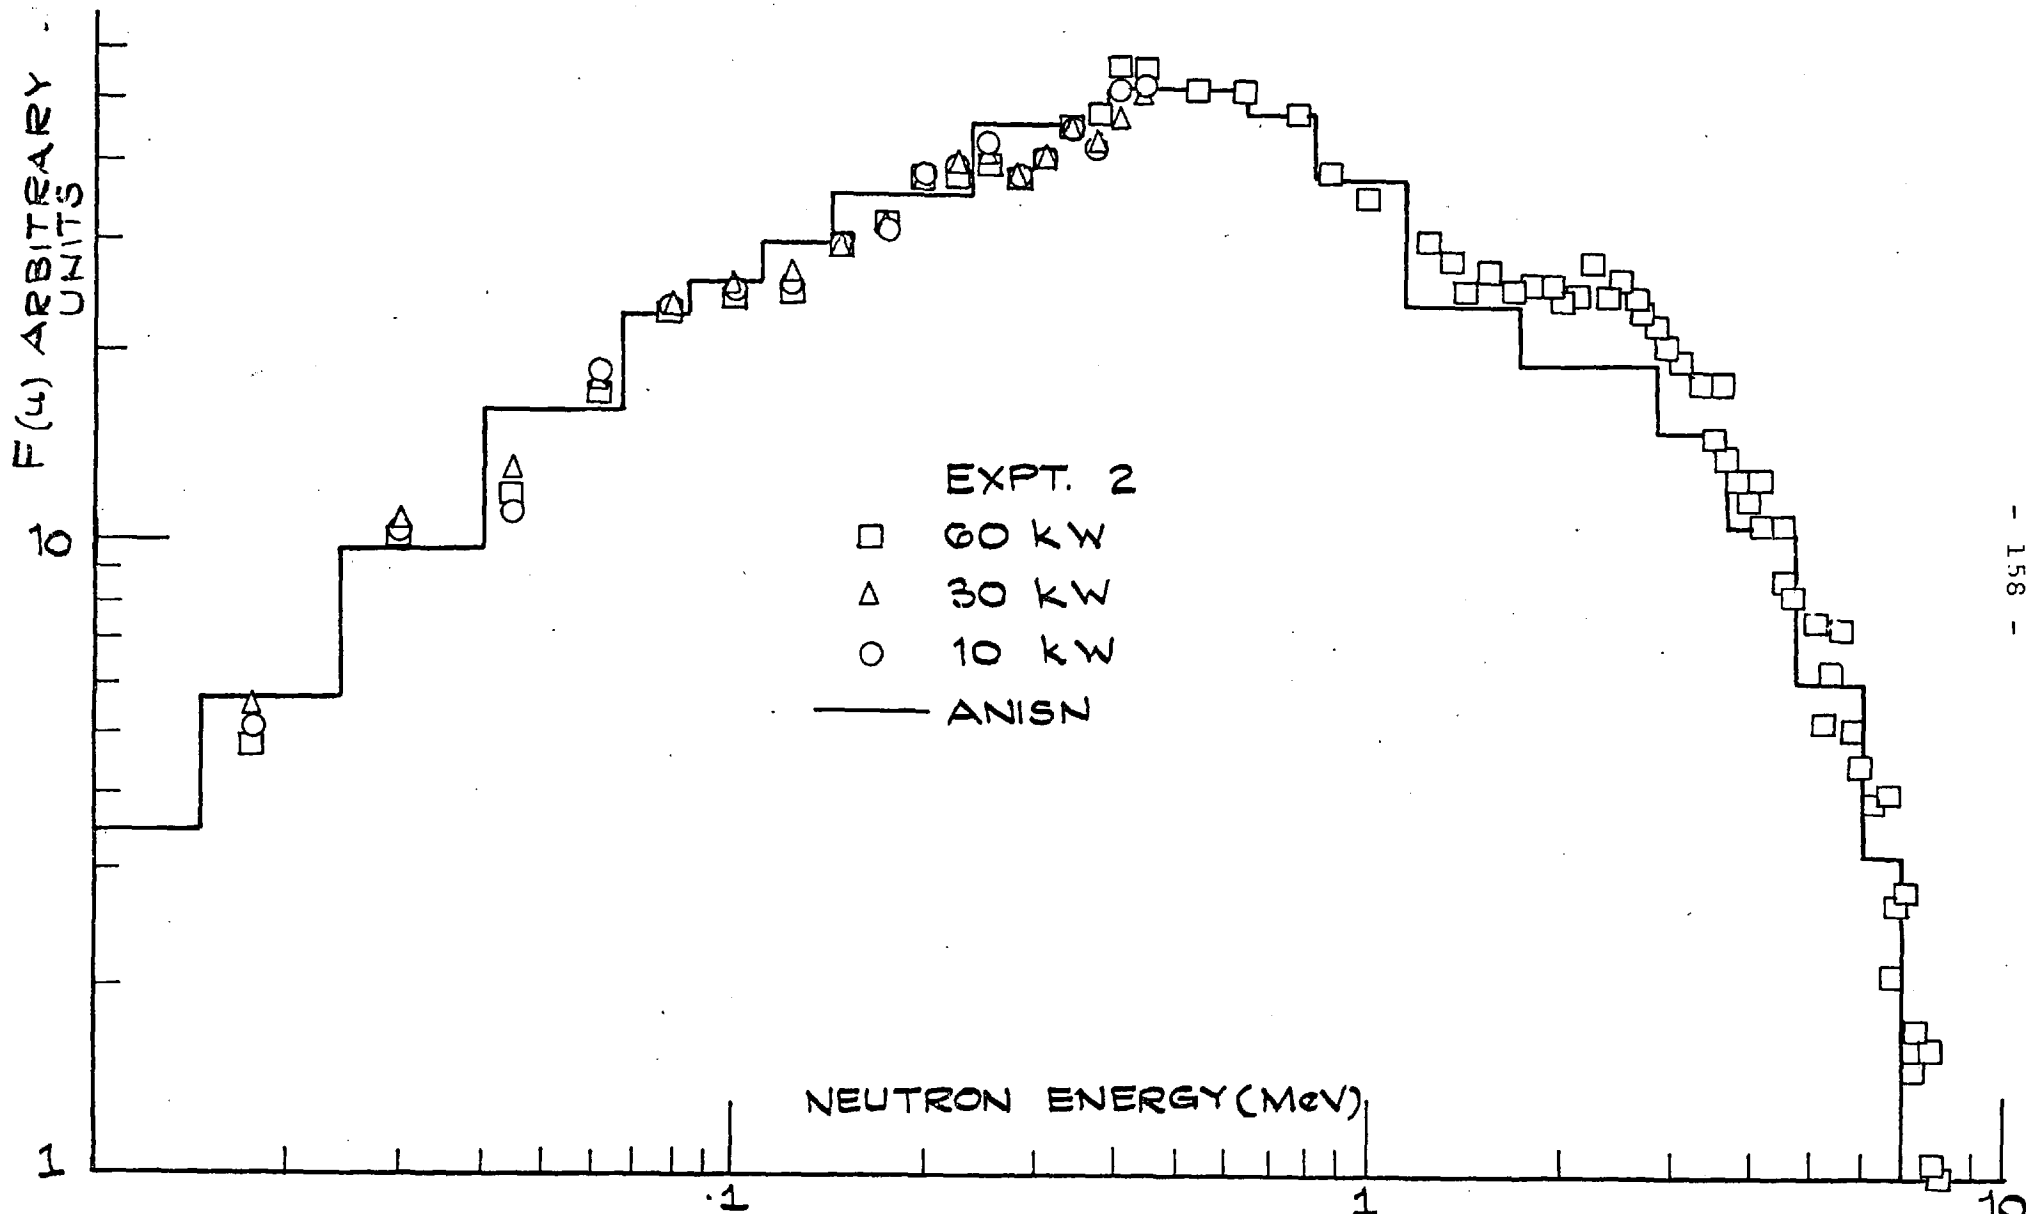 F(u) ARBITRARY -
UNITS
10
1
EXPT. 2
60 KW
30 KW
10 KW
ANISN
NEUTRON ENERGY (MeV)
.1
1
10
- 158 -